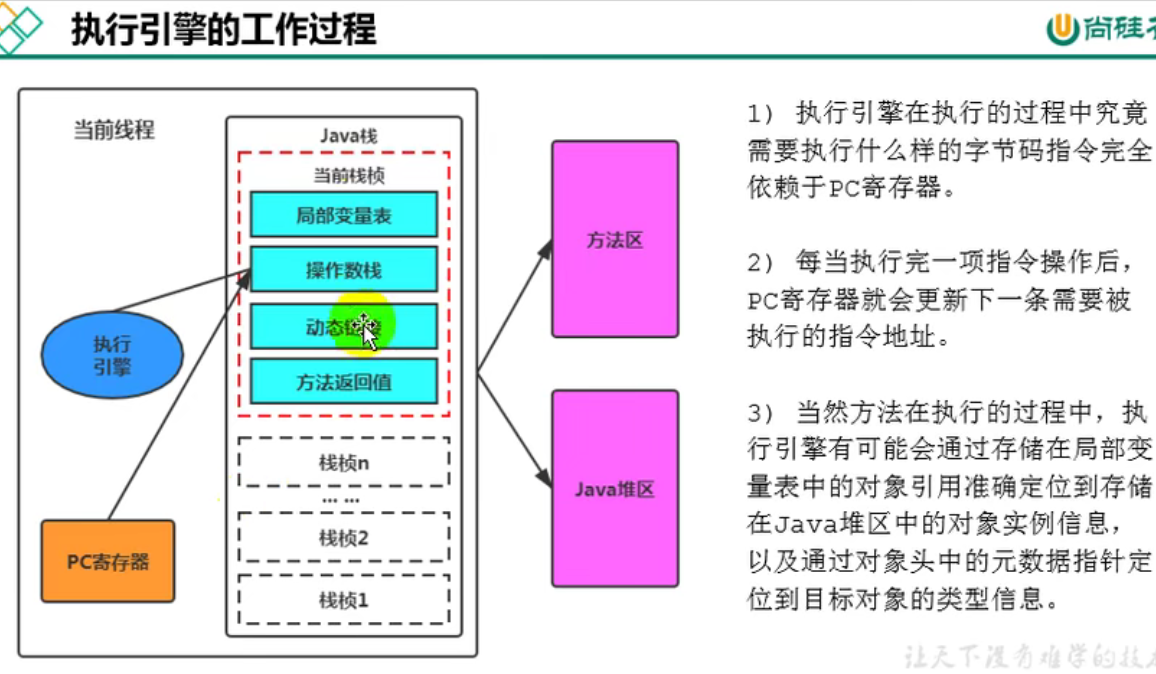 执行引擎的工作过程
尚硅谷
当前线程
Java栈
当前栈桢
局部变量表
操作数栈
动态链接
方法返回值
栈桢n
... ...
栈桢2
栈桢1
执行
引擎
PC寄存器
方法区
Java堆区
1） 执行引擎在执行的过程中究竟
需要执行什么样的字节码指令完全
依赖于PC寄存器。
2） 每当执行完一项指令操作后，
PC寄存器就会更新下一条需要被
执行的指令地址。
3） 当然方法在执行的过程中，执
行引擎有可能会通过存储在局部变
量表中的对象引用准确定位到存储
在Java堆区中的对象实例信息，
以及通过对象头中的元数据指针定
位到目标对象的类型信息。
让天下没有难学的技术